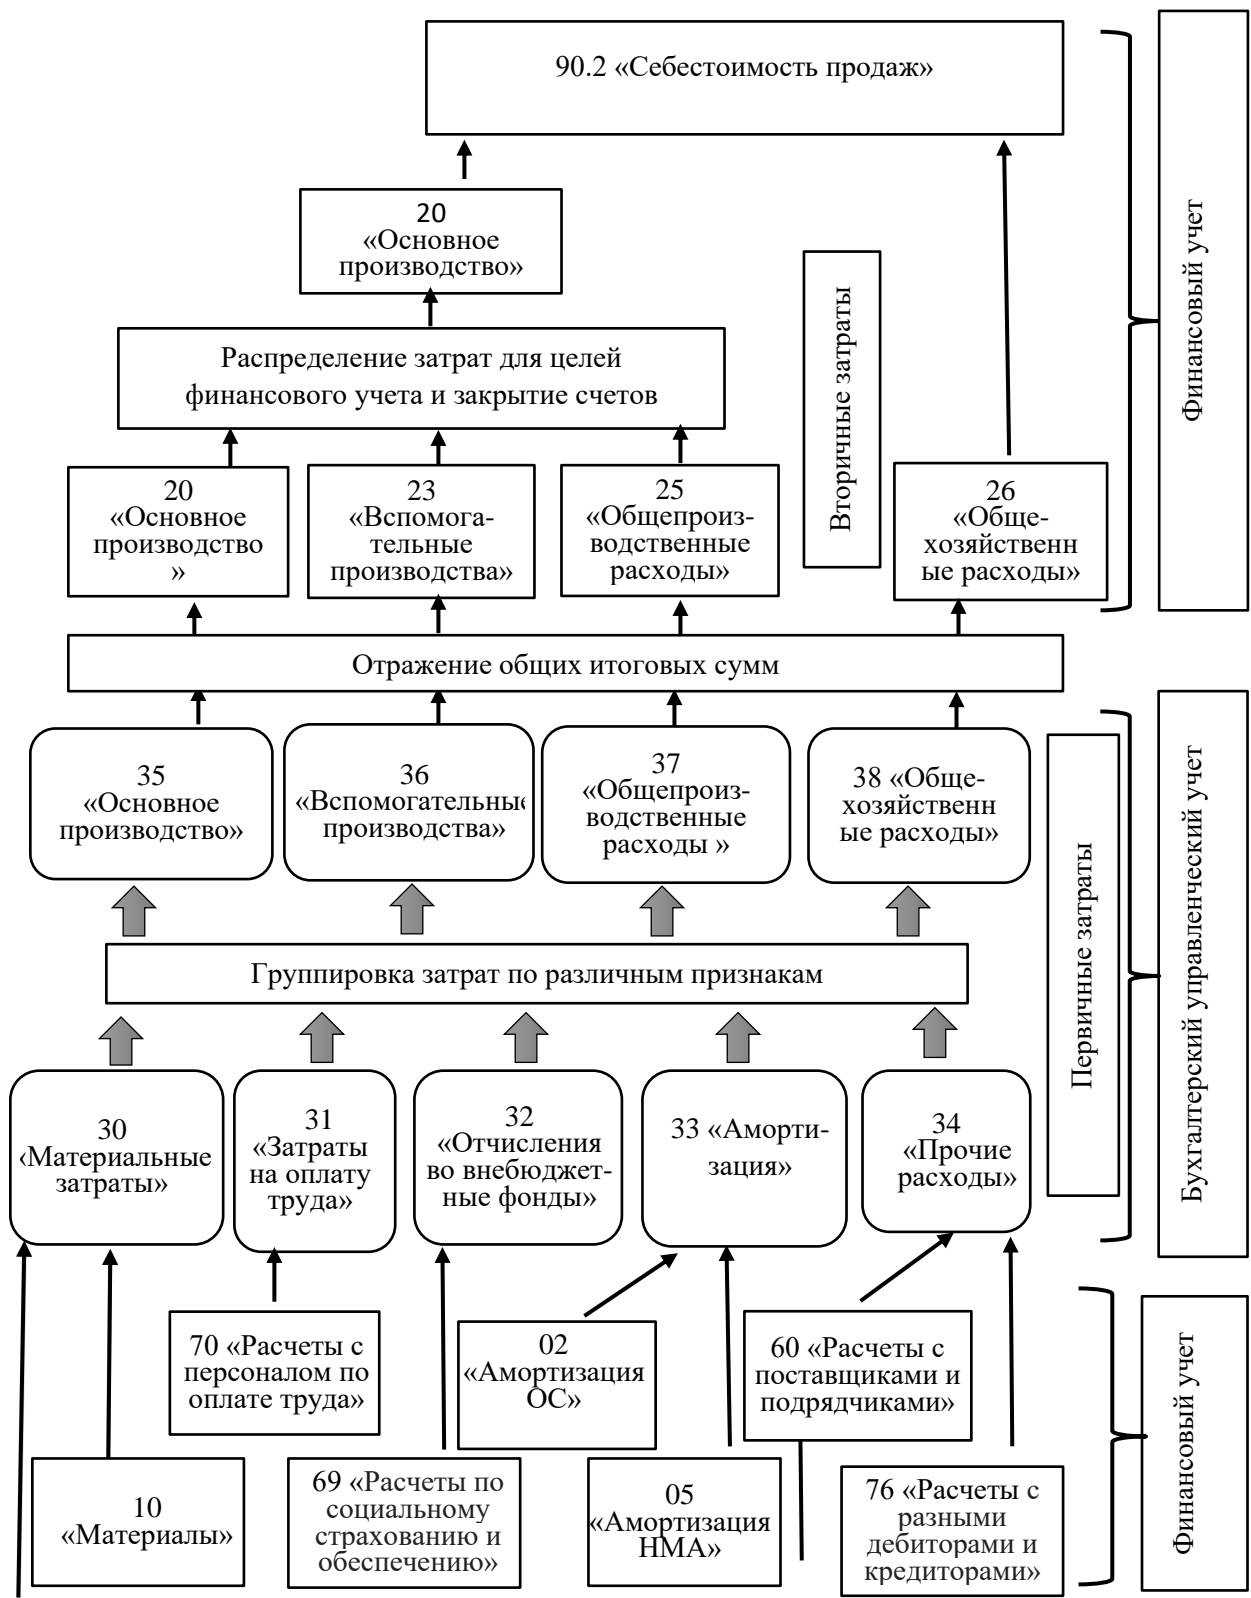 90.2 «Себестоимость продаж»
20
«Основное
производство»
Распределение затрат для целей
финансового учета и закрытие счетов
20
«Основное
производство
»
23
«Вспомога-
тельные
производства»
25
«Общепроиз-
водственные
расходы»
Вторичные затраты
26
«Обще-
хозяйственн
ые расходы»
Финансовый учет
Отражение общих итоговых сумм
35
«Основное
производство»
36
«Вспомогательные
производства»
37
«Общепроиз-
водственные
расходы »
38 «Обще-
хозяйственн
ые расходы»
Группировка затрат по различным признакам
30
«Материальные
затраты»
31
«Затраты
на оплату
труда»
32
«Отчисления
во внебюджет-
ные фонды»
33 «Аморти-
зация»
34
«Прочие
расходы»
Первичные затраты
Бухгалтерский управленческий учет
70 «Расчеты с
персоналом по
оплате труда»
02
«Амортизация
ОС»
60 «Расчеты с
поставщиками и
подрядчиками»
10
«Материалы»
69 «Расчеты по
социальному
страхованию и
обеспечению»
05
«Амортизация
НМА»
76 «Расчеты с
разными
дебиторами и
кредиторами»
Финансовый учет